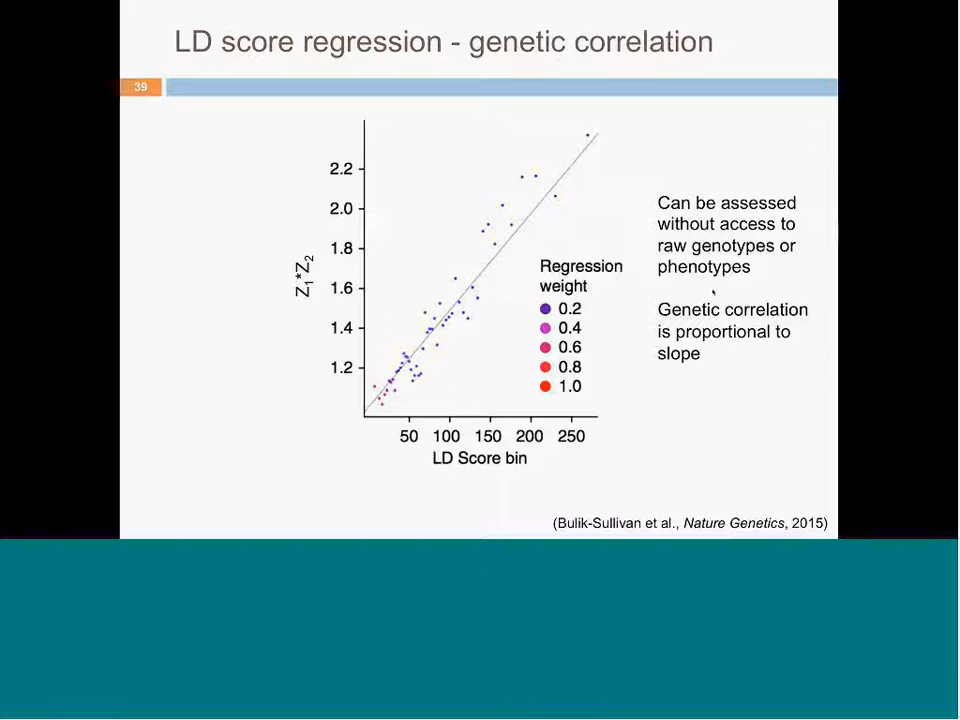 LD score regression - genetic correlation
39
2.2
2.0
1.8
1.6
1.4
1.2
Z1*Z2
50 100 150 200 250
LD Score bin
Regression
weight
0.2
0.4
0.6
0.8
1.0
Can be assessed
without access to
raw genotypes or
phenotypes
Genetic correlation
is proportional to
slope
(Bulik-Sullivan et al., Nature Genetics, 2015)